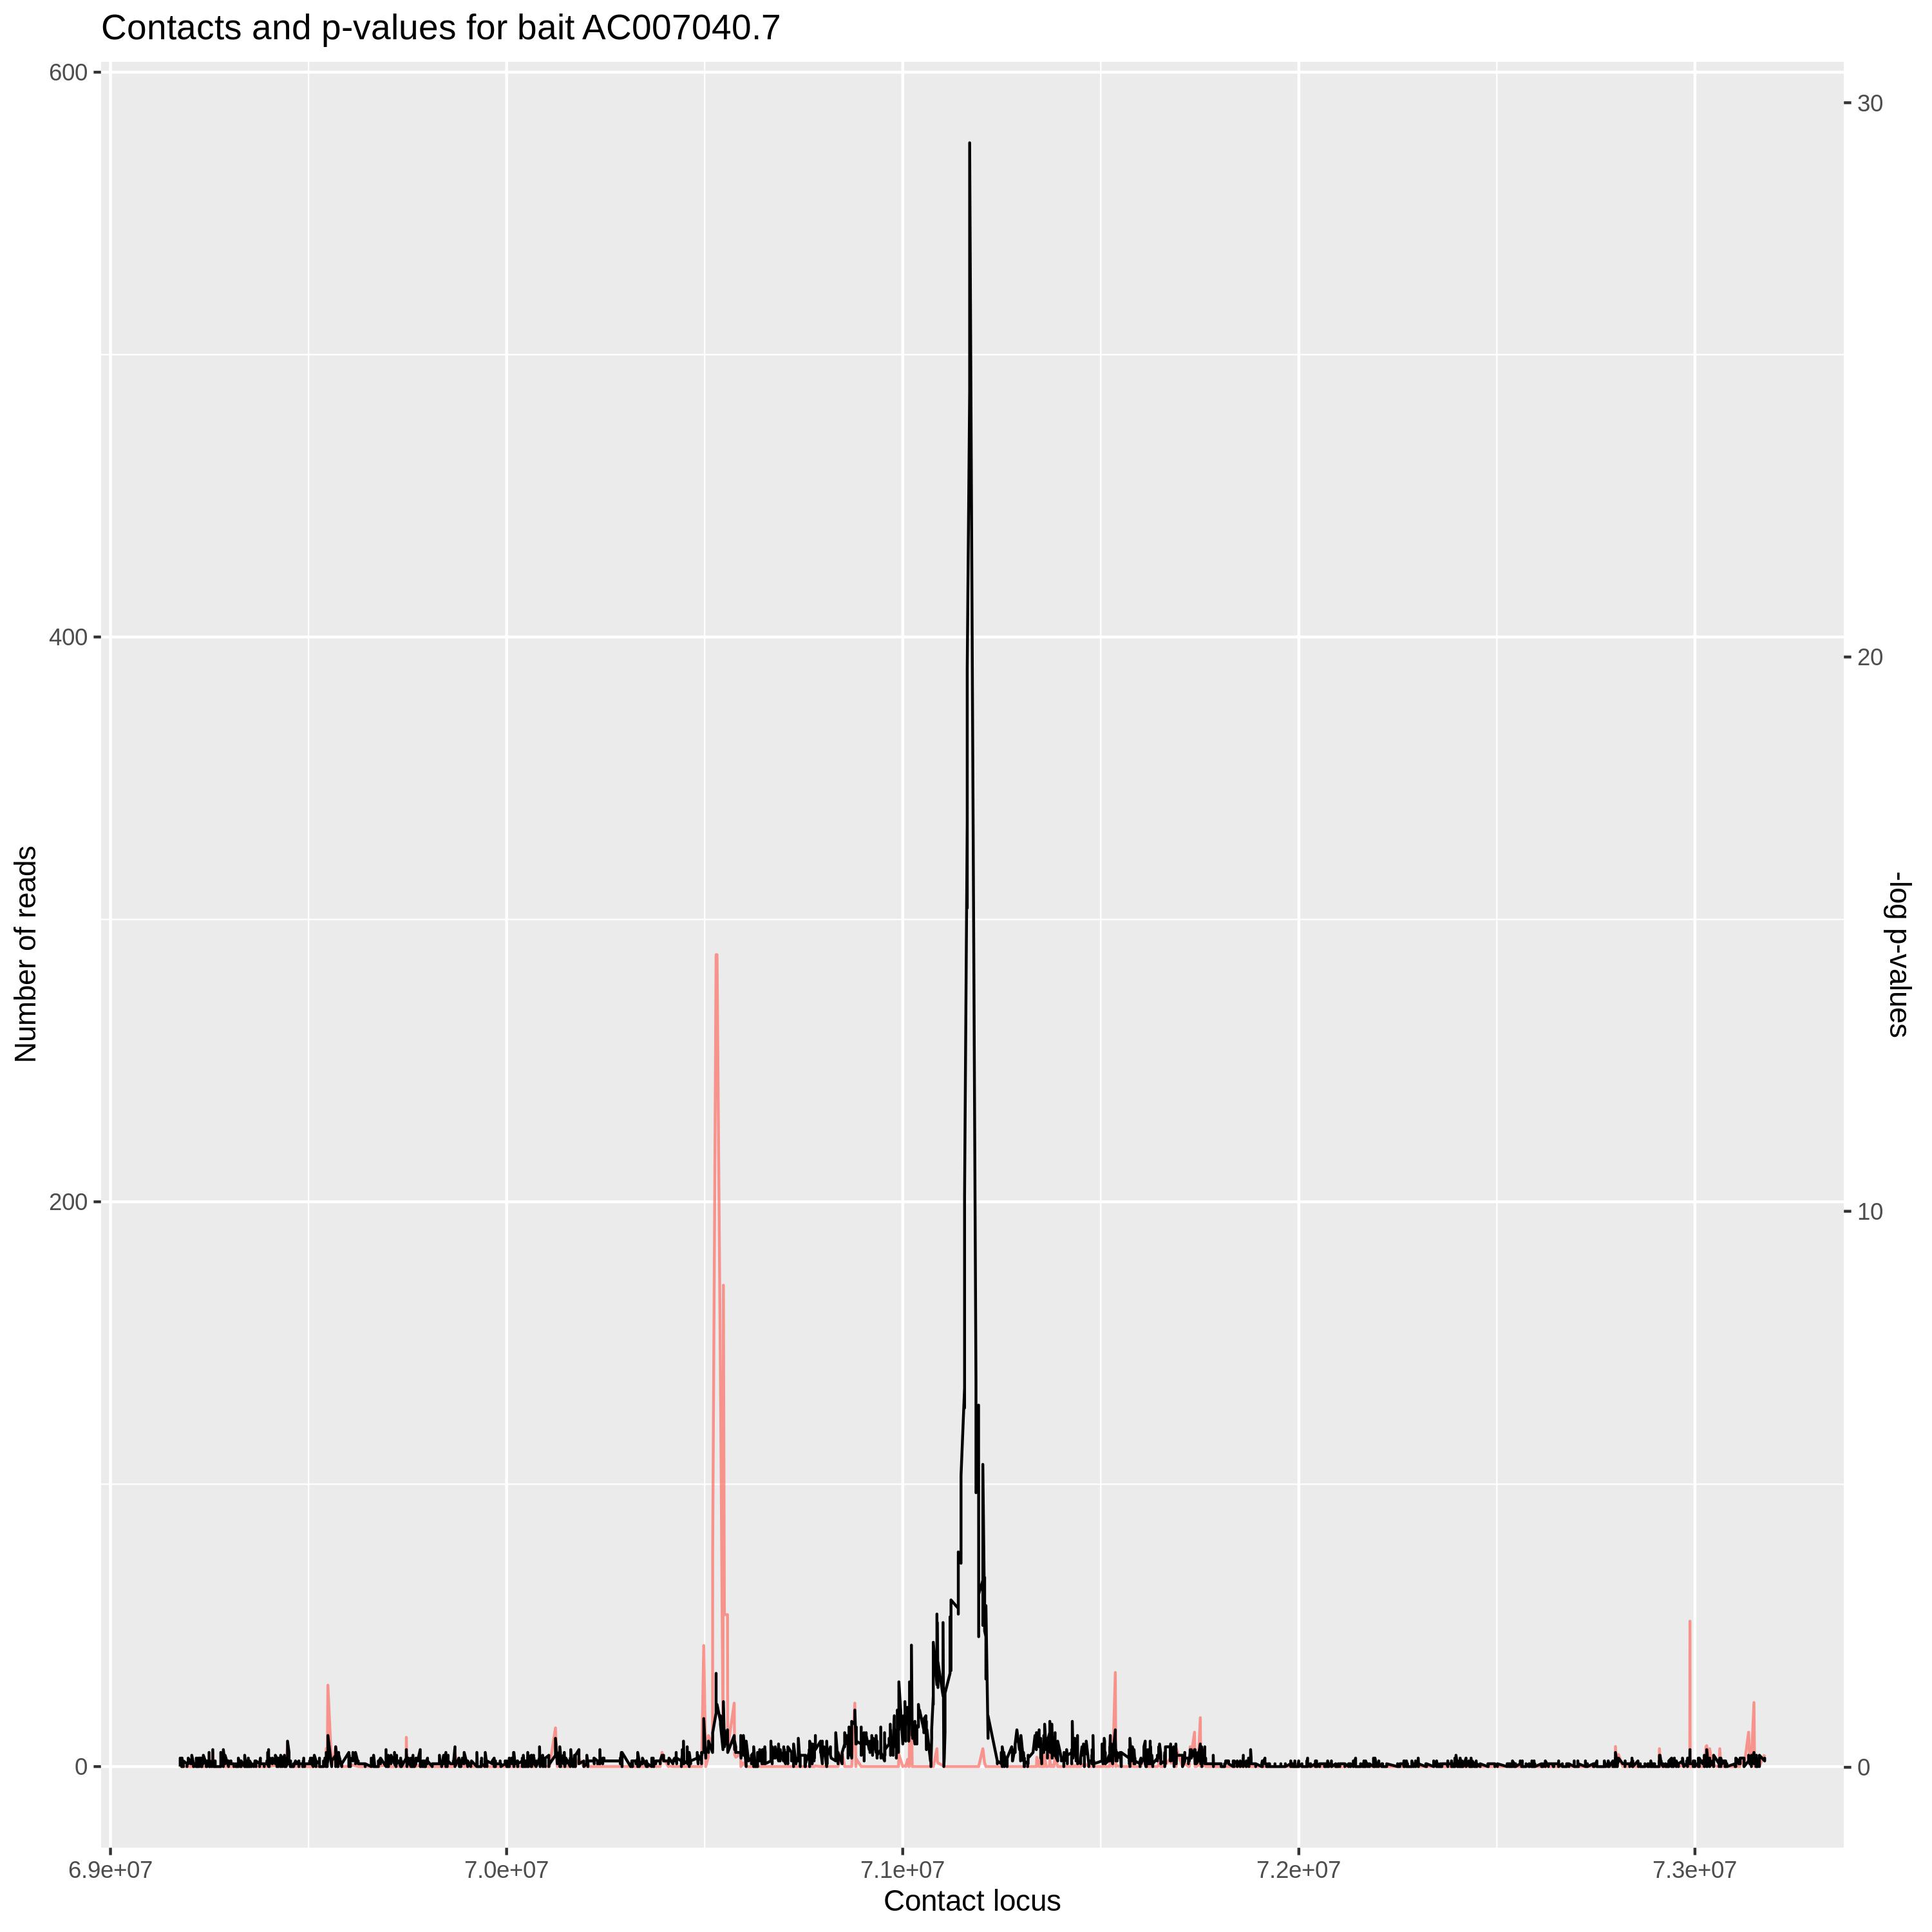 Contacts and p-values for bait AC007040.7
600
400
200
0
30
20
10
0
Number of reads
-log p-values
6.9e+07 7.0e+07 7.1e+07 7.2e+07 7.3e+07
Contact locus